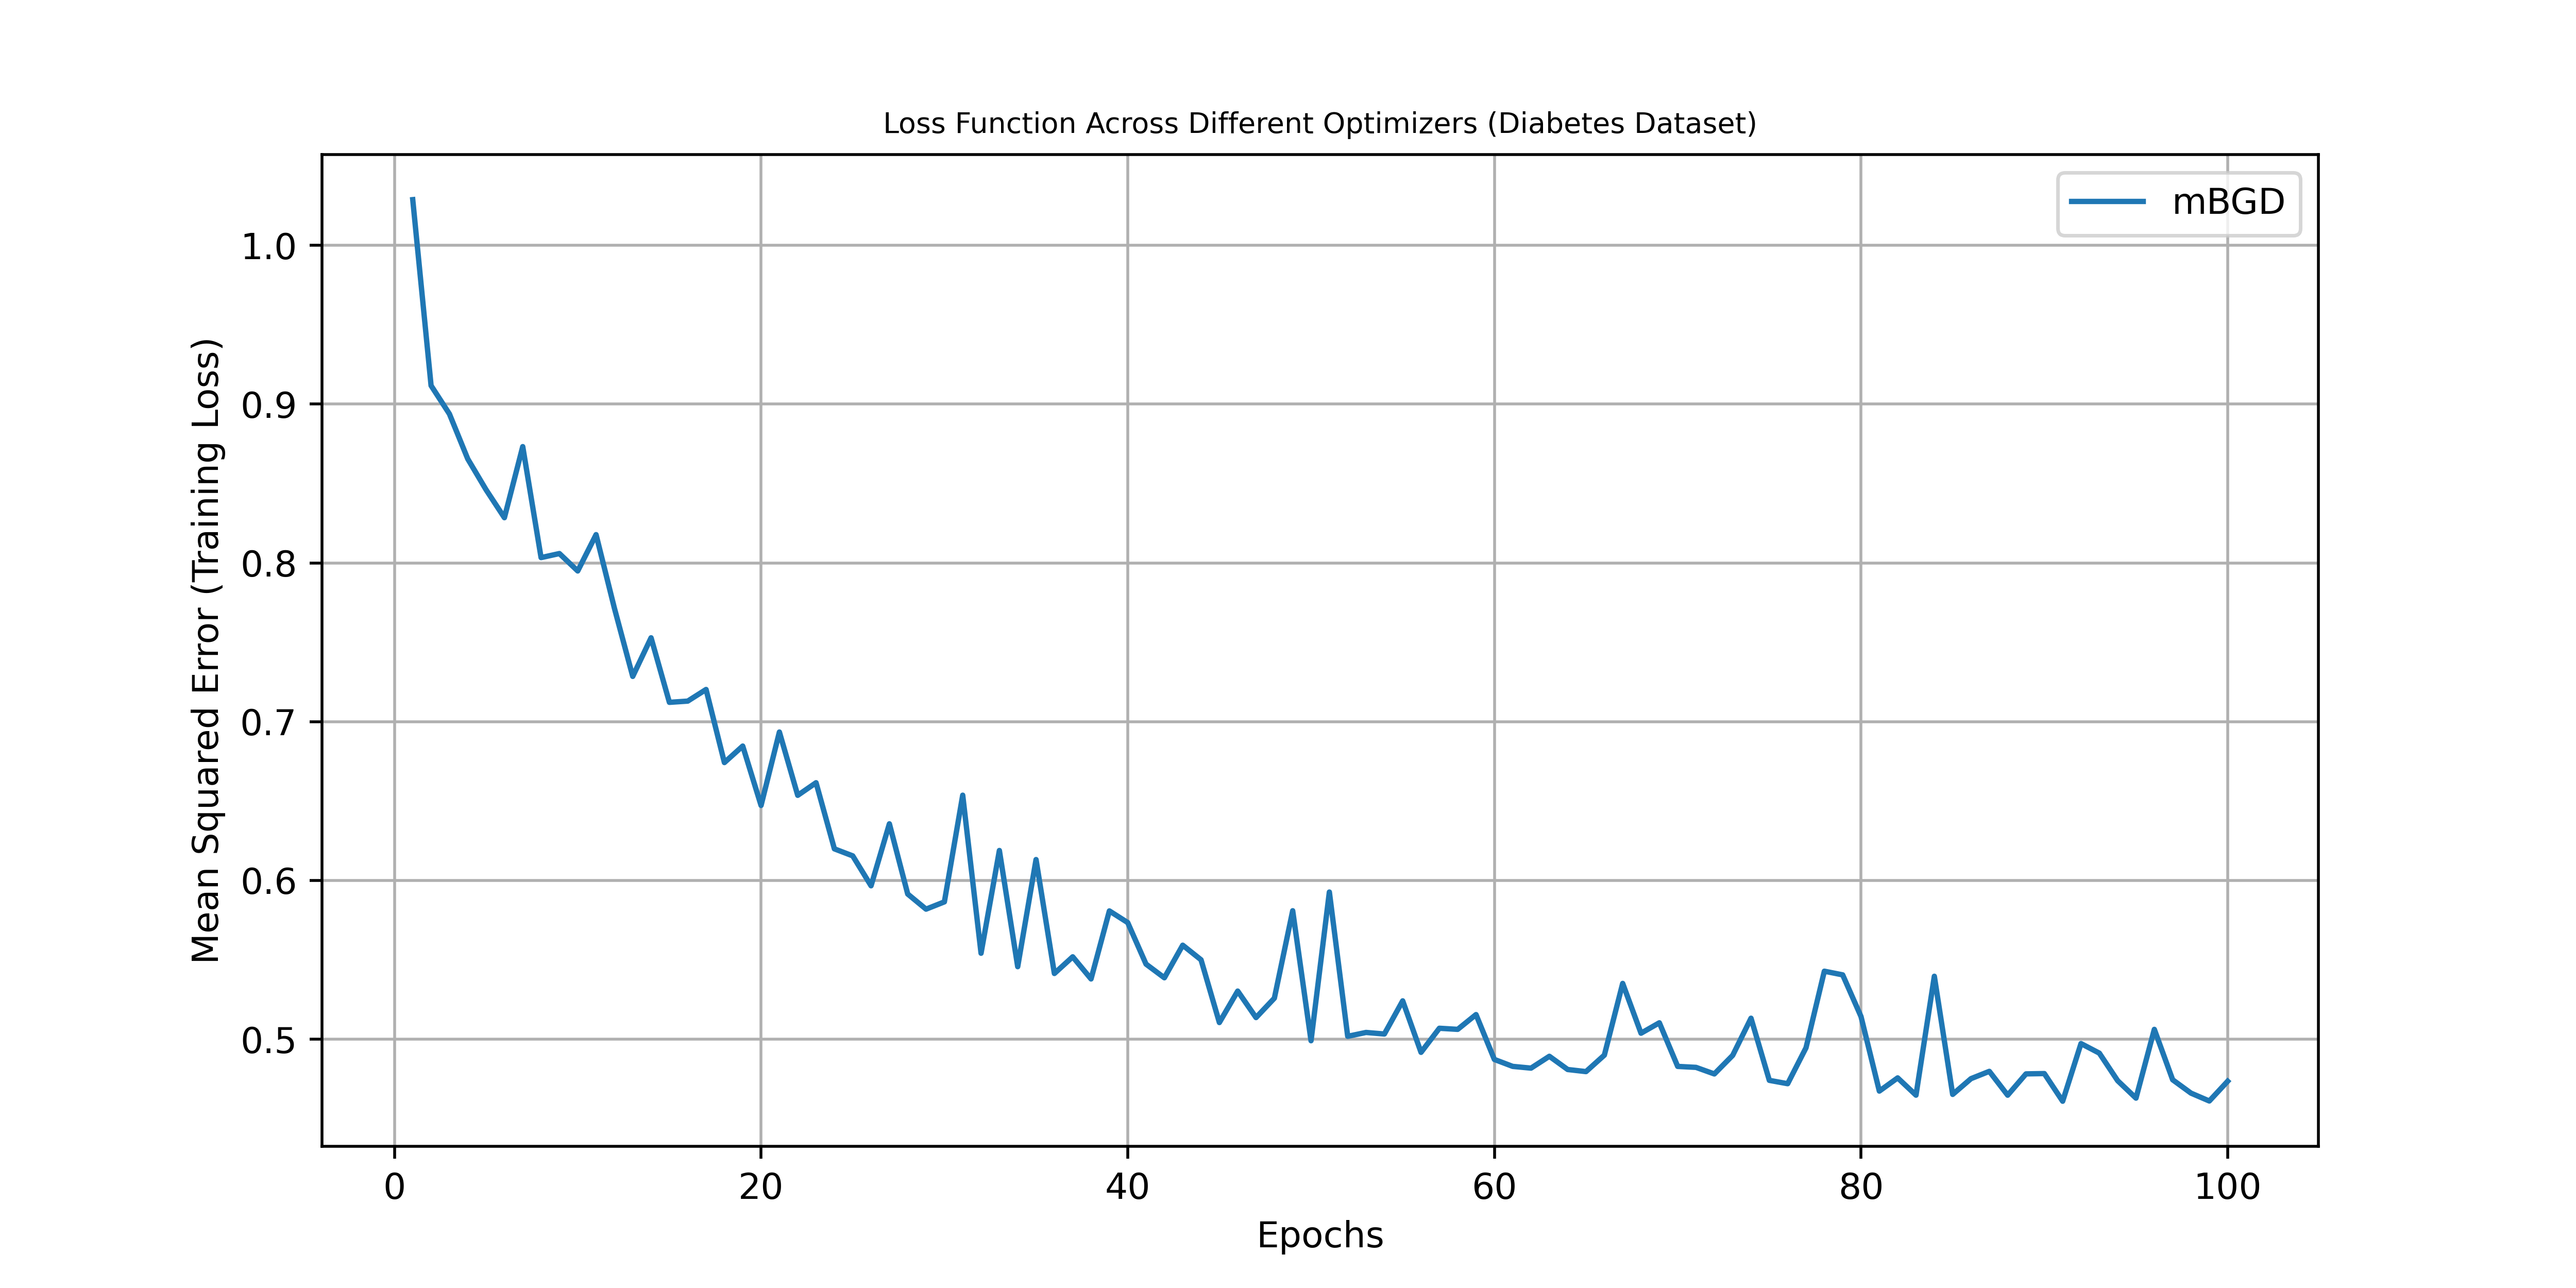 Loss Function Across Different Optimizers (Diabetes Dataset)
mBGD
Mean Squared Error (Training Loss)
1.0
0.9
0.8
0.7
0.6
0.5
0 20 40 60 80 100
Epochs